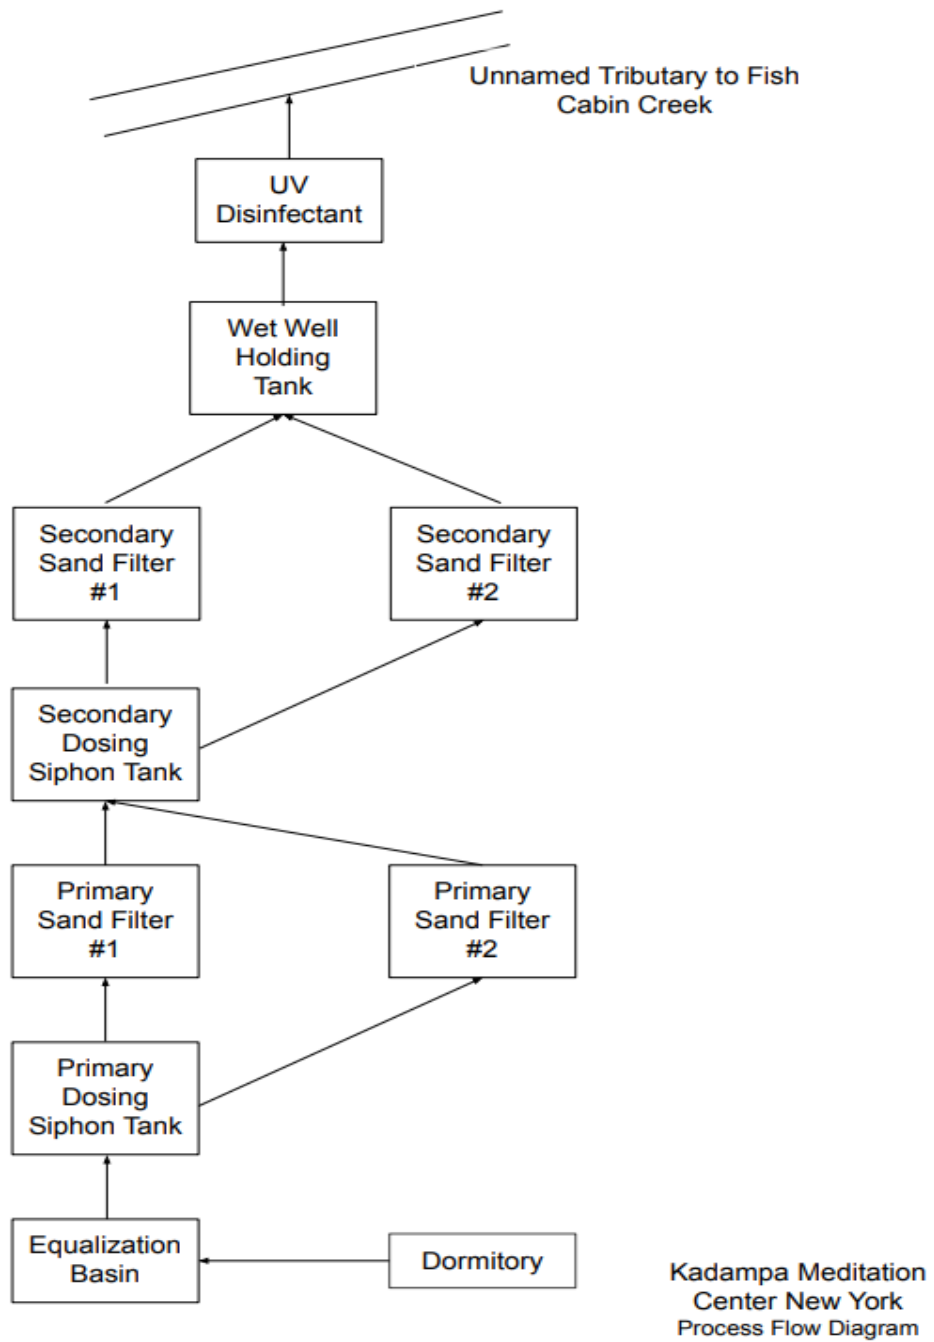 Unnamed Tributary to Fish
Cabin Creek
UV
Disinfectant
Wet Well
Holding
Tank
Secondary
Sand Filter
#1
Secondary
Sand Filter
#2
Secondary
Dosing
Siphon Tank
Primary
Sand Filter
#1
Primary
Sand Filter
#2
Primary
Dosing
Siphon Tank
Equalization
Basin
Dormitory
Kadampa Meditation
Center New York
Process Flow Diagram